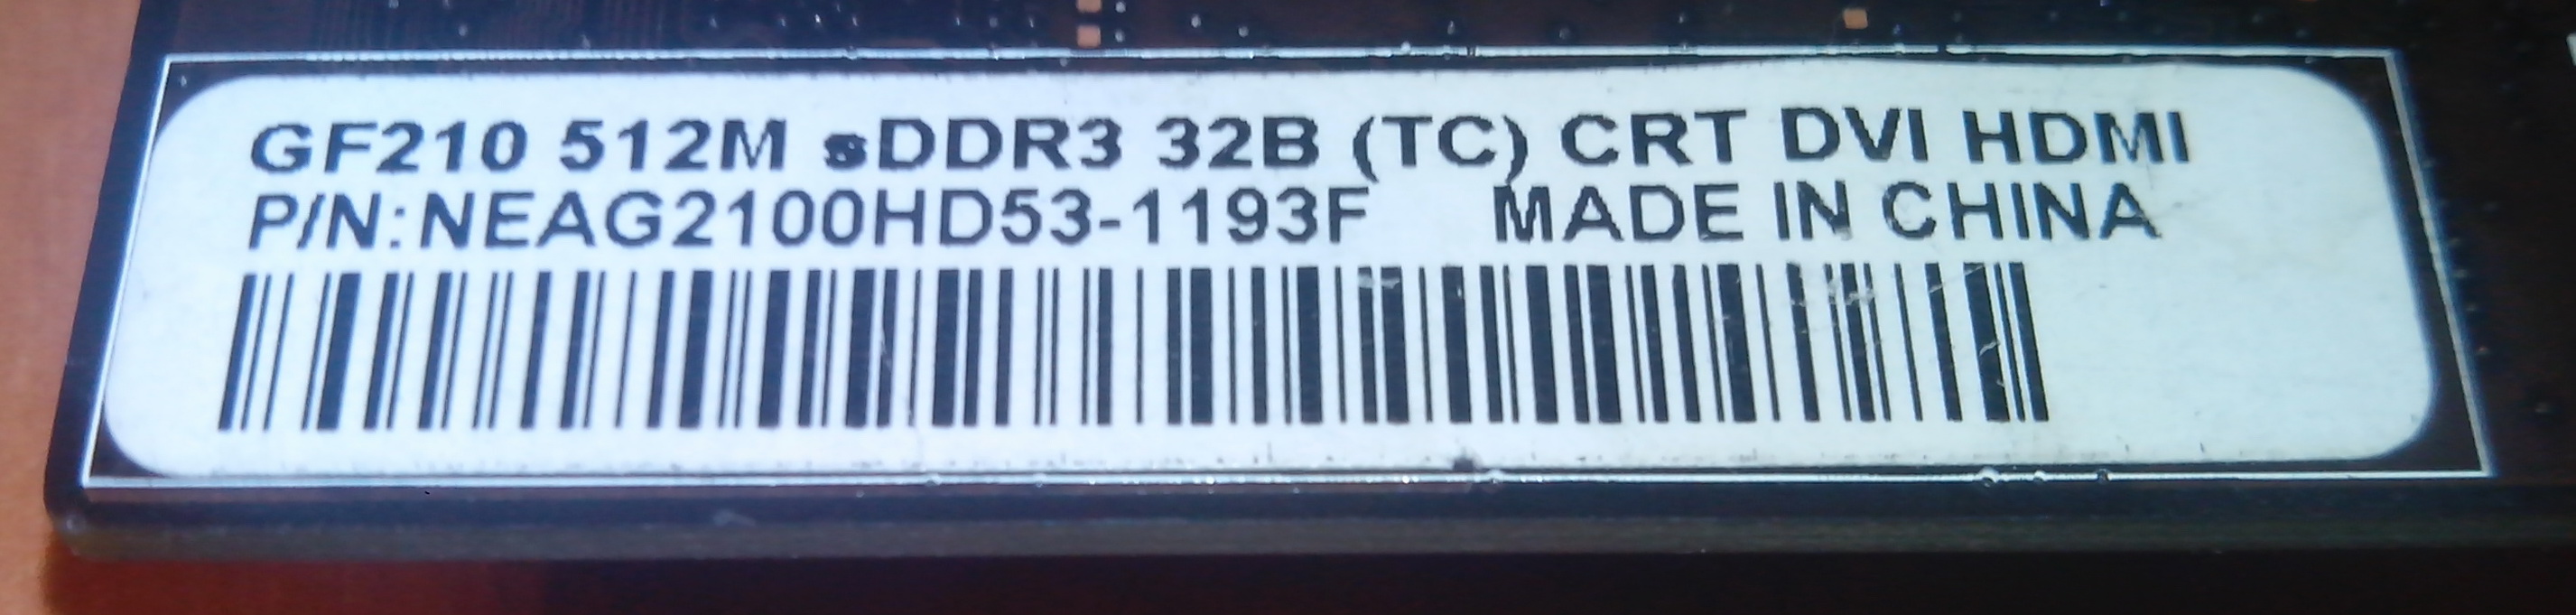 GF210 512M sDDR3 32B (TC) CRT DVI HDMI
P/N:NEAG2100HD53-1193F MADE IN CHINA